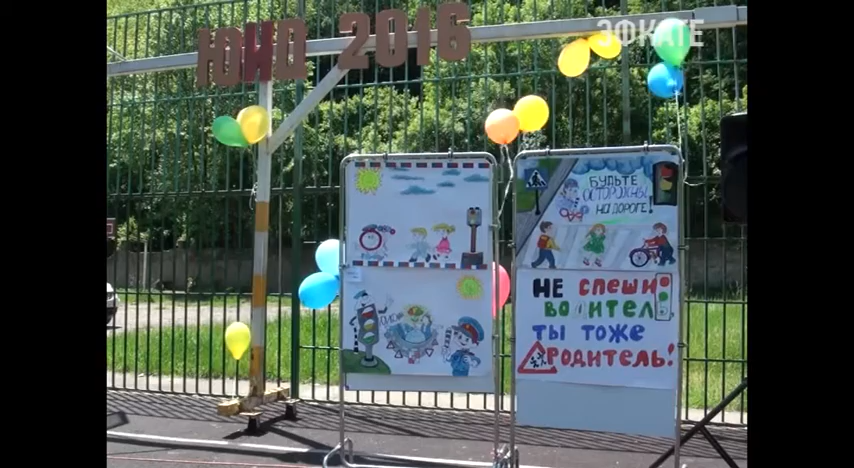 ЮИД 2016
ЭФКАТЕ
БУДЬТЕ
ОСТОРОЖНЫ
НА ДОРОГЕ!
НЕ СПЕШИ
ВОДИТЕЛЬ
ТЫ ТОЖЕ
РОДИТЕЛЬ!